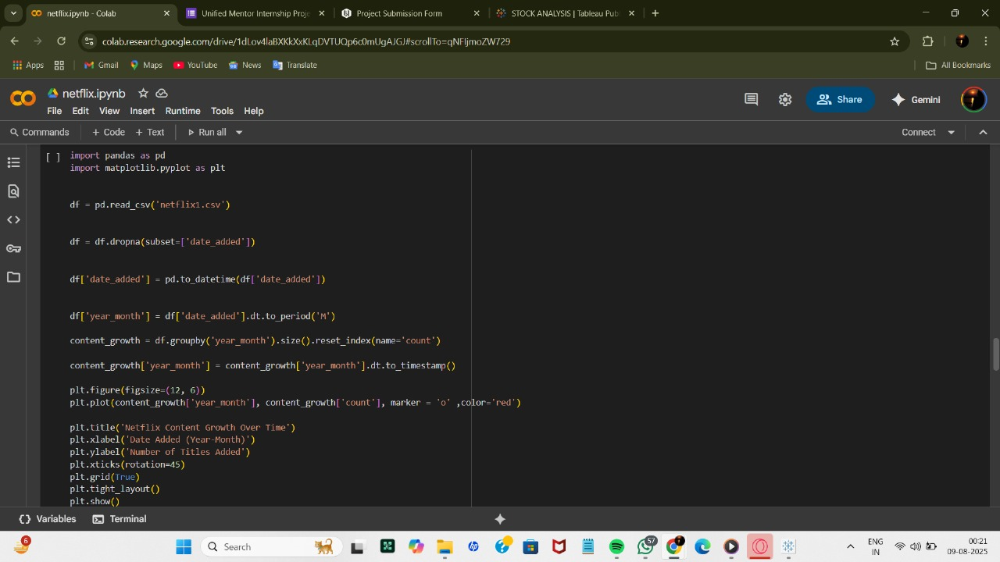 netflix.ipynb - Colab
Unified Mentor Internship Proje
Project Submission Form
STOCK ANALYSIS | Tableau Publ
colab.research.google.com/drive/1dLov4laBXKkXxKLqDVTUQp6c0mUgAJGJ#scrollTo=qNFIjmoZW729
Apps
Gmail
Maps
YouTube
News
Translate
All Bookmarks
netflix.ipynb
File Edit View Insert Runtime Tools Help
Share
Gemini
Commands + Code + Text Run all
Connect
[ ] import pandas as pd
import matplotlib.pyplot as plt
df = pd.read_csv('netflix1.csv')
df = df.dropna(subset=['date_added'])
df['date_added'] = pd.to_datetime(df['date_added'])
df['year_month'] = df['date_added'].dt.to_period('M')
content_growth = df.groupby('year_month').size().reset_index(name='count')
content_growth['year_month'] = content_growth['year_month'].dt.to_timestamp()
plt.figure(figsize=(12, 6))
plt.plot(content_growth['year_month'], content_growth['count'], marker = 'o' ,color='red')
plt.title('Netflix Content Growth Over Time')
plt.xlabel('Date Added (Year-Month)')
plt.ylabel('Number of Titles Added')
plt.xticks(rotation=45)
plt.grid(True)
plt.tight_layout()
plt.show()
Variables
Terminal
6
Search
57
ENG
IN
00:21
09-08-2025